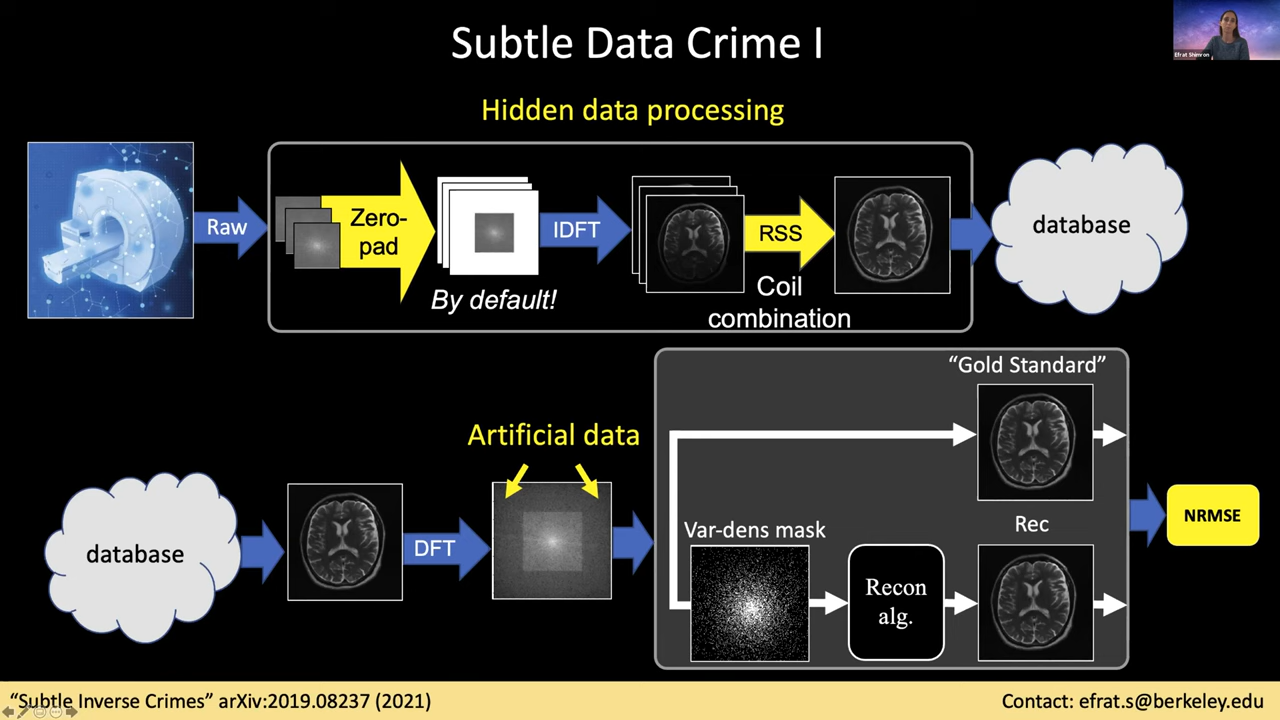 Subtle Data Crime I
Efrat Shimron
Hidden data processing
Raw
Zero-
pad
By default!
IDFT
RSS
Coil
combination
database
"Gold Standard"
Artificial data
database
DFT
Var-dens mask
Recon
alg.
Rec
NRMSE
“Subtle Inverse Crimes” arXiv:2019.08237 (2021)
Contact: efrat.s@berkeley.edu